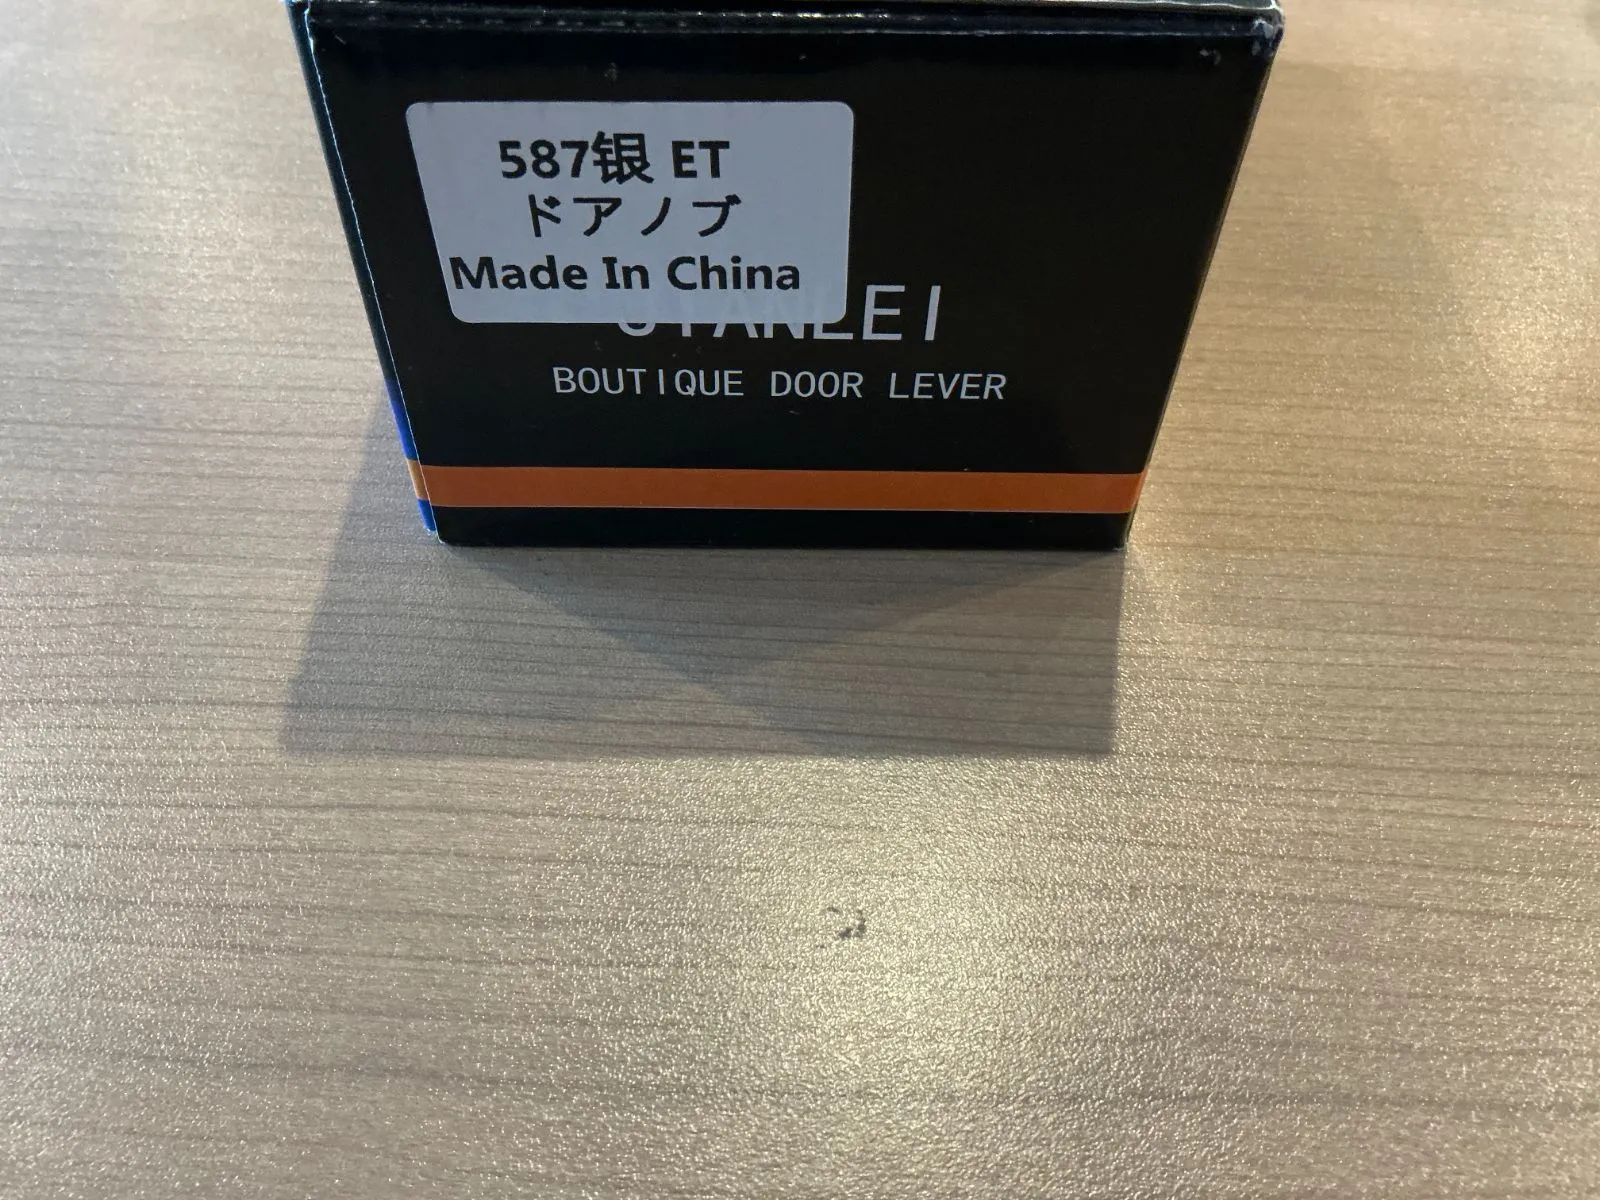 587银 ET
ドアノブ
Made In China
BOUTIQUE DOOR LEVER